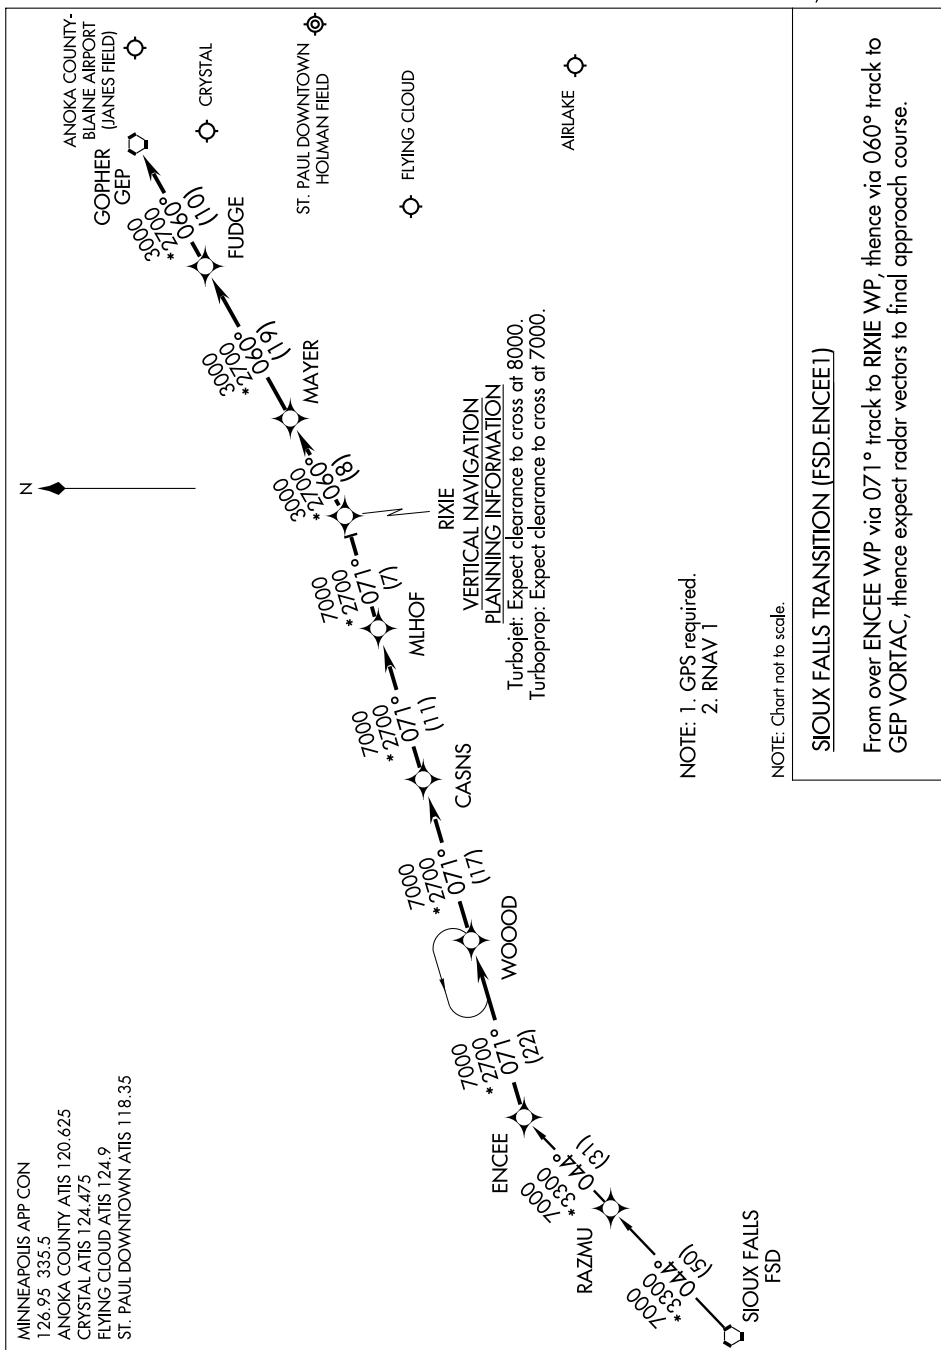 MINNEAPOLIS APP CON
126.95 335.5
ANOKA COUNTY ATIS 120.625
CRYSTAL ATIS 124.475
FLYING CLOUD ATIS 124.9
ST. PAUL DOWNTOWN ATIS 118.35
N
ANOKA COUNTY-
BLAINE AIRPORT
(JANES FIELD)
GOPHER
GEP
CRYSTAL
ST. PAUL DOWNTOWN
HOLMAN FIELD
FLYING CLOUD
AIRLAKE
3000
*2700
060°
(10)
FUDGE
3000
*2700
060°
(19)
MAYER
3000
*2700
060°
(8)
RIXIE
VERTICAL NAVIGATION
PLANNING INFORMATION
Turbojet: Expect clearance to cross at 8000.
Turboprop: Expect clearance to cross at 7000.
7000
*2700
071°
(7)
MLHOF
7000
*2700
071°
(11)
CASNS
7000
*2700
071°
(17)
WOOOD
7000
*2700
071°
(22)
ENCEE
7000
*3300
044°
(31)
RAZMU
7000
*3300
044°
(50)
SIOUX FALLS
FSD
NOTE: 1. GPS required.
2. RNAV 1
NOTE: Chart not to scale.
SIOUX FALLS TRANSITION (FSD.ENCEE1)
From over ENCEE WP via 071° track to RIXIE WP, thence via 060° track to
GEP VORTAC, thence expect radar vectors to final approach course.